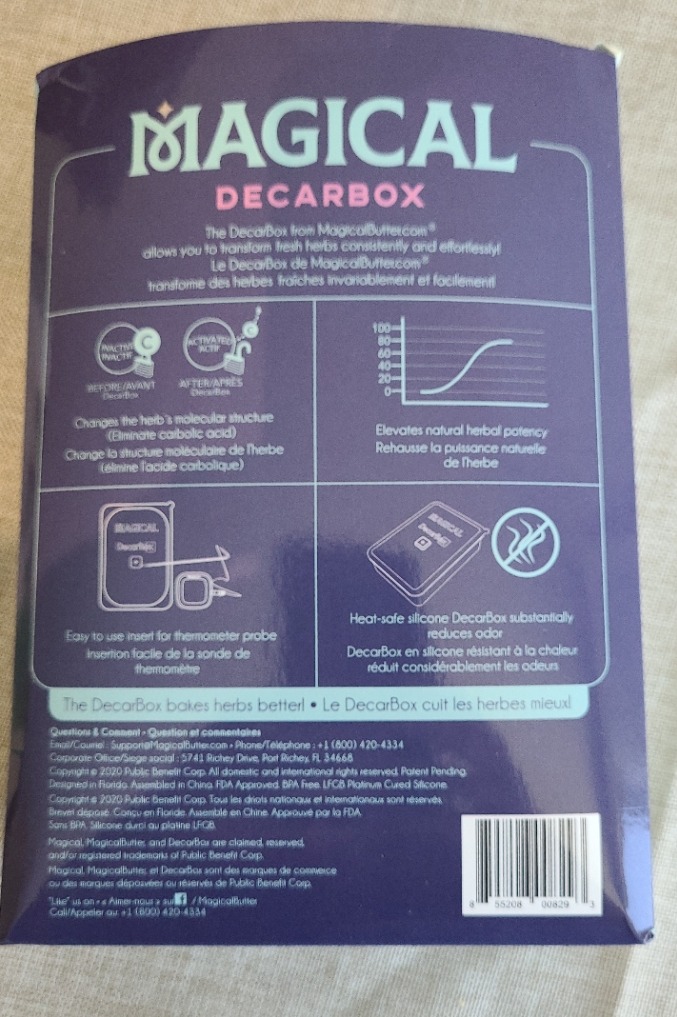 MAGICAL
DECARBOX
The DecarBox from MagicalButter.com®
allows you to transform fresh herbs consistently and effortlessly!
Le DecarBox de MagicalButter.com®
transforme des herbes fraîches invariablement et facilement!
INACTIV
INACTIF
C
ACTIVATED
ACTIF
C
BEFORE/AVANT
DecarBox
AFTER/APRÈS
DecarBox
Changes the herb's molecular structure
(Eliminate carbolic acid)
Change la structure moléculaire de l'herbe
(élimine l'acide carbolique)
100
80
60
40
20
0
Elevates natural herbal potency
Rehausse la puissance naturelle
de l'herbe
MAGICAL
DecarBox
Easy to use insert for thermometer probe
Insertion facile de la sonde de
thermomètre
MAGICAL
DecarBox
Heat-safe silicone DecarBox substantially
reduces odor
DecarBox en silicone résistant à la chaleur
réduit considérablement les odeurs
The DecarBox bakes herbs better! • Le DecarBox cuit les herbes mieux!
Questions & Comment • Question et commentaires
Email/Couriel : Support@MagicalButter.com • Phone/Téléphone : +1 (800) 420-4334
Corporate Office/Siege social : 5741 Richey Drive, Port Richey, FL 34668
Copyright © 2020 Public Benefit Corp. All domestic and international rights reserved. Patent Pending.
Designed in Florida. Assembled in China. FDA Approved. BPA Free. LFGB Platinum Cured Silicone.
Copyright © 2020 Public Benefit Corp. Tous les droits nationaux et internationaux sont réservés.
Brevet déposé. Conçu en Floride. Assemblé en Chine. Approuvé par la FDA.
Sans BPA. Silicone durci au platine LFGB.
Magical, MagicalButter, and DecarBox are claimed, reserved,
and/or registered trademarks of Public Benefit Corp.
Magical, MagicalButter, et DecarBox sont des marques de commerce
ou des marques déposées ou réservés de Public Benefit Corp.
"Like" us on • « Aimer-nous » sur f /MagicalButter
Call/Appeler au: +1 (800) 420-4334
8 55208 00829 3